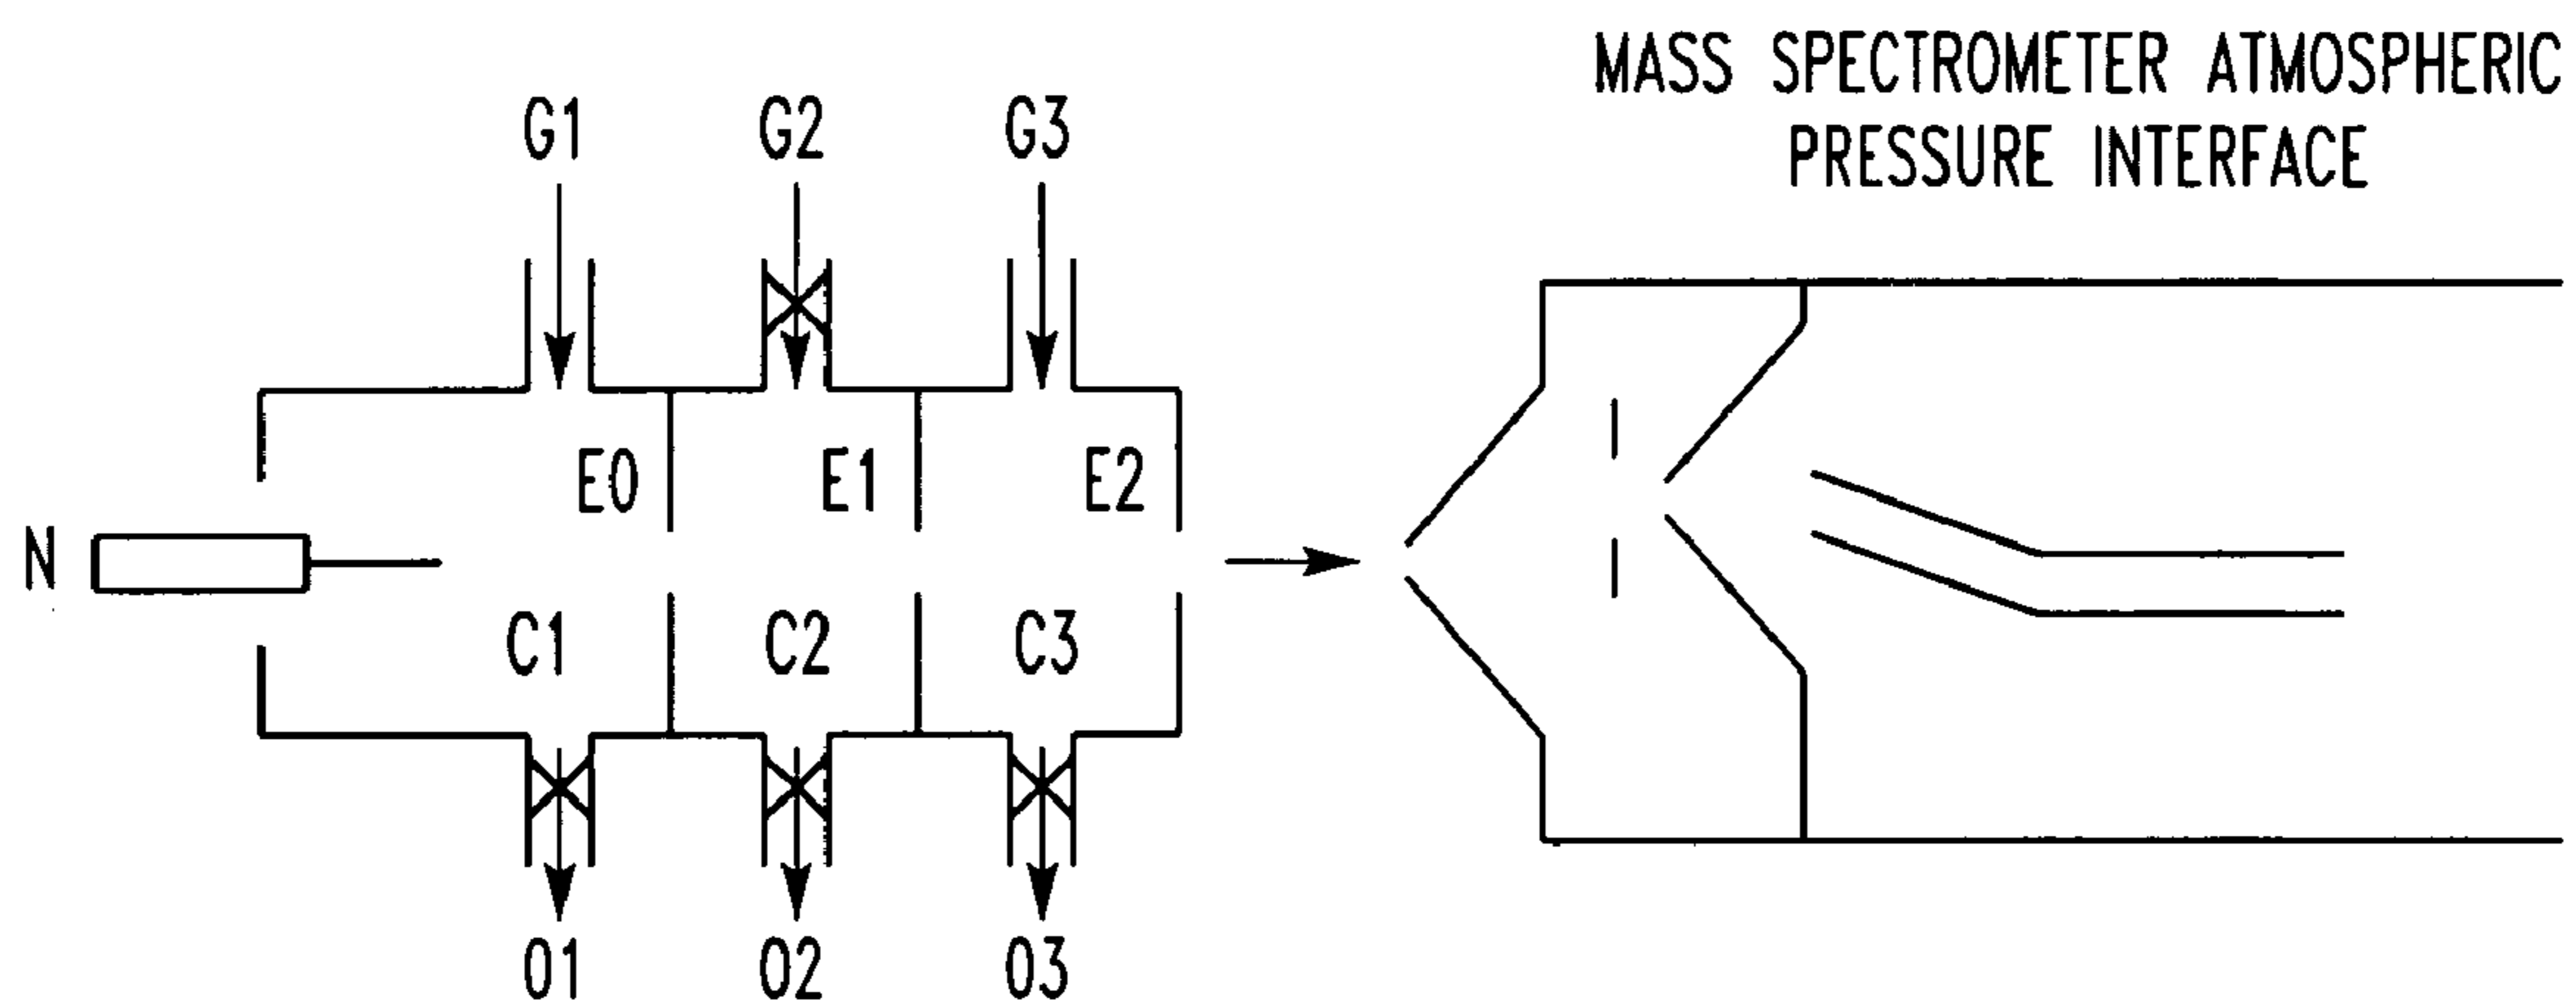 MASS SPECTROMETER ATMOSPHERIC
PRESSURE INTERFACE
G1 G2 G3
E0 E1 E2
N
C1 C2 C3
O1 O2 O3